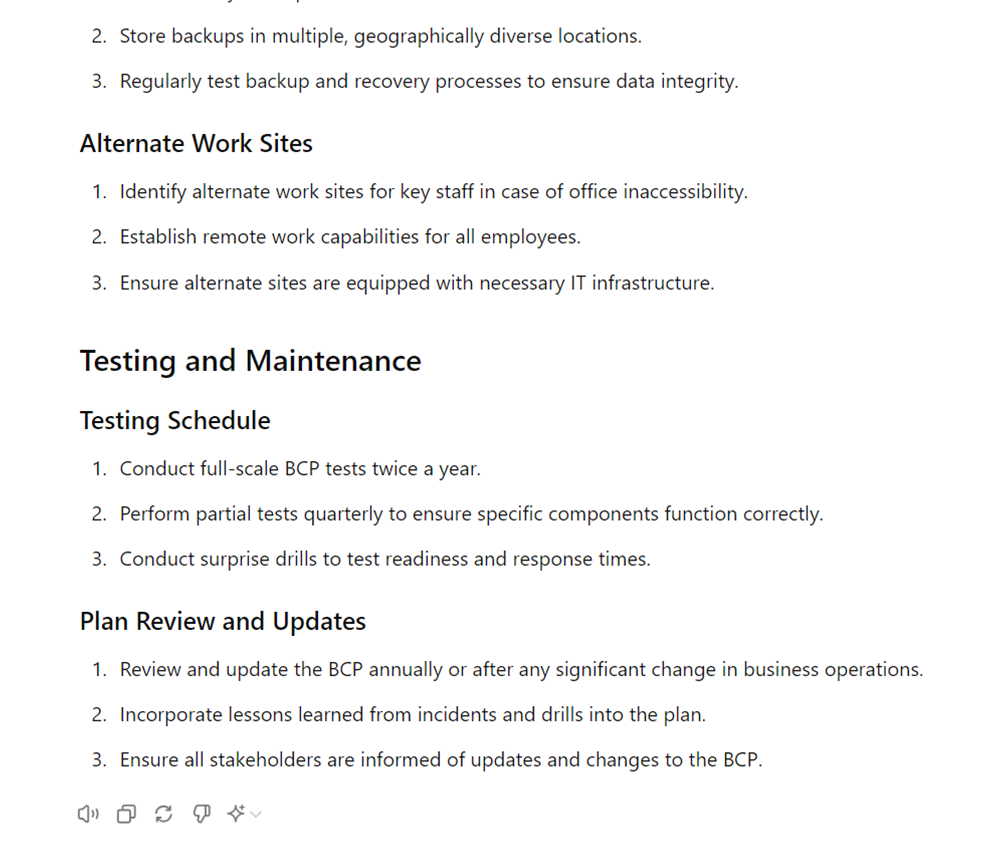 2. Store backups in multiple, geographically diverse locations.
3. Regularly test backup and recovery processes to ensure data integrity.
Alternate Work Sites
1. Identify alternate work sites for key staff in case of office inaccessibility.
2. Establish remote work capabilities for all employees.
3. Ensure alternate sites are equipped with necessary IT infrastructure.
Testing and Maintenance
Testing Schedule
1. Conduct full-scale BCP tests twice a year.
2. Perform partial tests quarterly to ensure specific components function correctly.
3. Conduct surprise drills to test readiness and response times.
Plan Review and Updates
1. Review and update the BCP annually or after any significant change in business operations.
2. Incorporate lessons learned from incidents and drills into the plan.
3. Ensure all stakeholders are informed of updates and changes to the BCP.